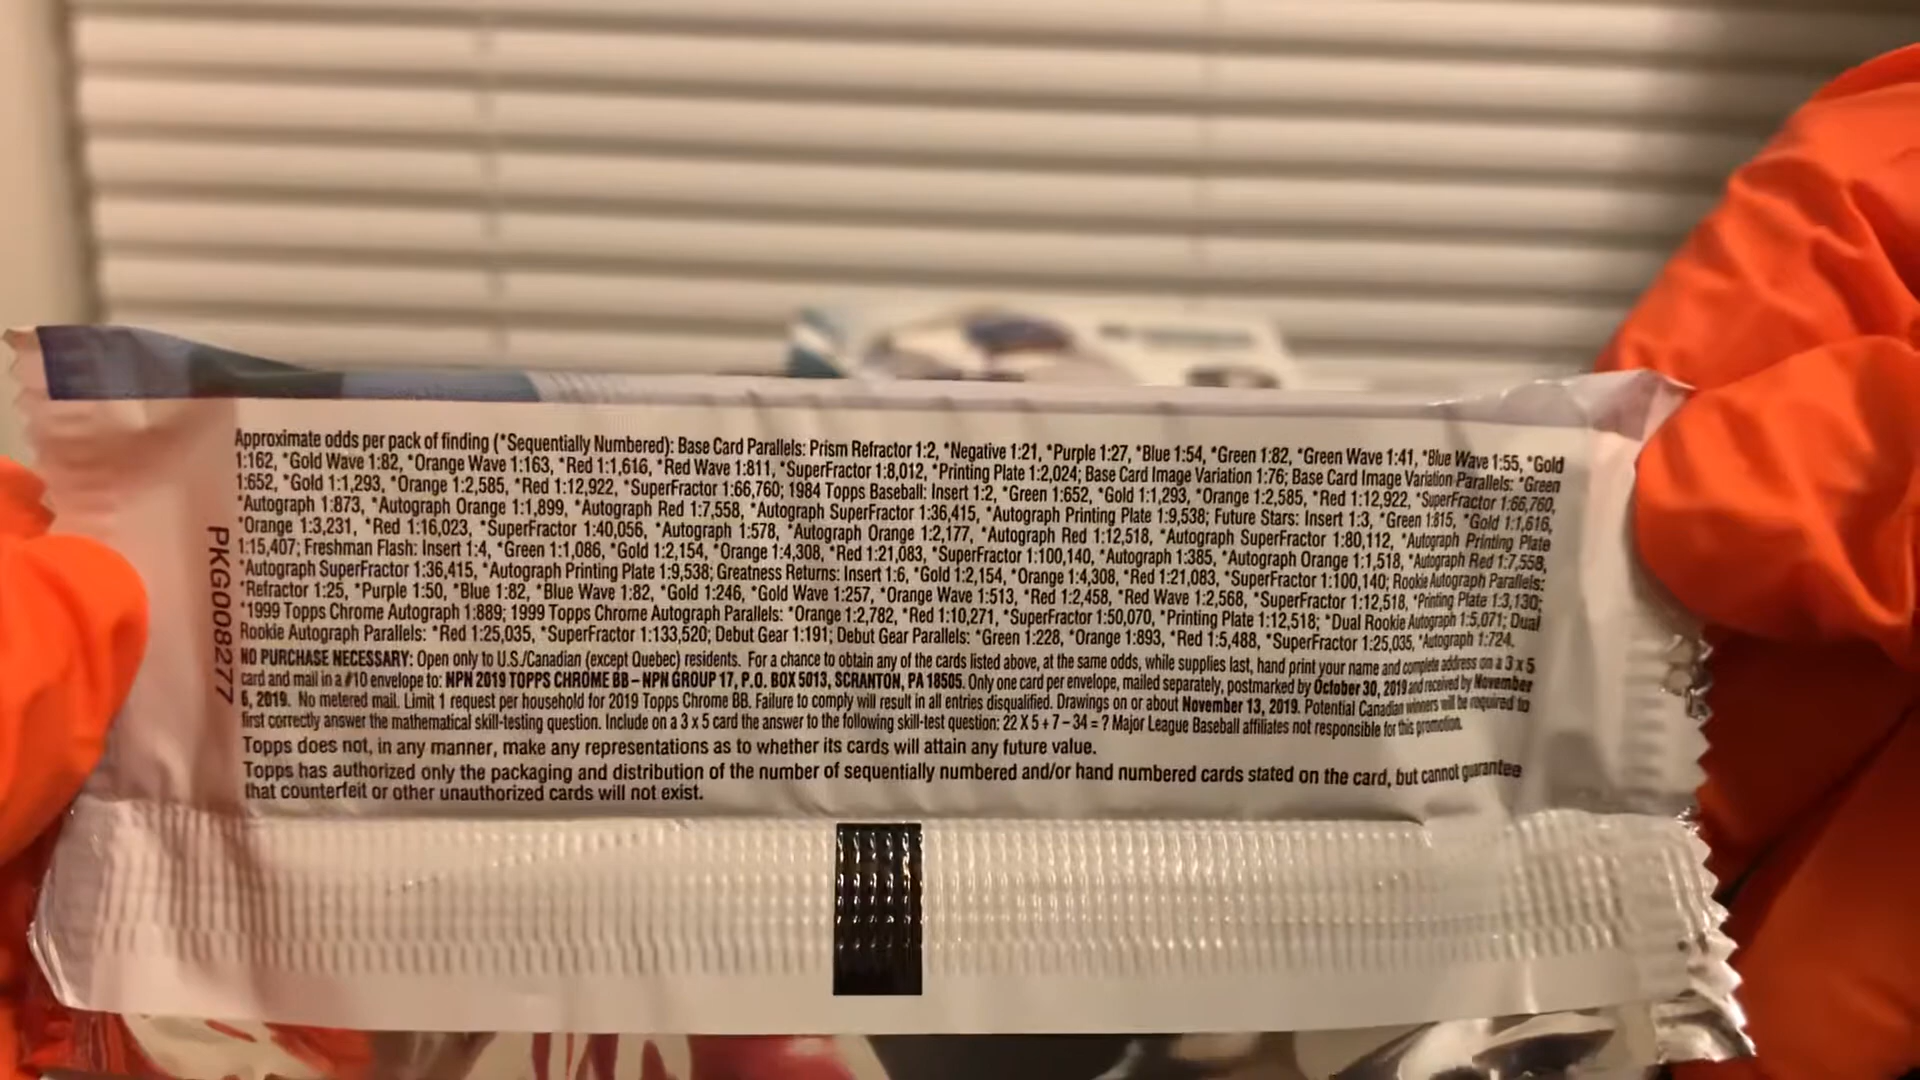 Approximate odds per pack of finding (*Sequentially Numbered): Base Card Parallels: Prism Refractor 1:2, *Negative 1:21, *Purple 1:27, *Blue 1:54, *Green 1:82, *Green Wave 1:41, *Blue Wave 1:55, *Gold
1:162, *Gold Wave 1:82, *Orange Wave 1:163, *Red 1:1,616, *Red Wave 1:811, *SuperFractor 1:8,012, *Printing Plate 1:2,024; Base Card Image Variation 1:76; Base Card Image Variation Parallels: *Green
1:652, *Gold 1:1,293, *Orange 1:2,585, *Red 1:12,922, *SuperFractor 1:66,760; 1984 Topps Baseball: Insert 1:2, *Green 1:652, *Gold 1:1,293, *Orange 1:2,585, *Red 1:12,922, *SuperFractor 1:66,760,
*Autograph 1:873, *Autograph Orange 1:1,899, *Autograph Red 1:7,558, *Autograph SuperFractor 1:36,415, *Autograph Printing Plate 1:9,538; Future Stars: Insert 1:3, *Green 1:815, *Gold 1:1,616,
*Orange 1:3,231, *Red 1:16,023, *SuperFractor 1:40,056, *Autograph 1:578, *Autograph Orange 1:2,177, *Autograph Red 1:12,518, *Autograph SuperFractor 1:80,112, *Autograph Printing Plate
1:15,407; Freshman Flash: Insert 1:4, *Green 1:1,086, *Gold 1:2,154, *Orange 1:4,308, *Red 1:21,083, *SuperFractor 1:100,140, *Autograph 1:385, *Autograph Orange 1:1,518, *Autograph Red 1:7,558,
*Autograph SuperFractor 1:36,415, *Autograph Printing Plate 1:9,538; Greatness Returns: Insert 1:6, *Gold 1:2,154, *Orange 1:4,308, *Red 1:21,083, *SuperFractor 1:100,140; Rookie Autograph Parallels:
*Refractor 1:25, *Purple 1:50, *Blue 1:82, *Blue Wave 1:82, *Gold 1:246, *Gold Wave 1:257, *Orange Wave 1:513, *Red 1:2,458, *Red Wave 1:2,568, *SuperFractor 1:12,518, *Printing Plate 1:3,130;
*1999 Topps Chrome Autograph 1:889; 1999 Topps Chrome Autograph Parallels: *Orange 1:2,782, *Red 1:10,271, *SuperFractor 1:50,070, *Printing Plate 1:12,518; *Dual Rookie Autograph 1:5,071; Dual
Rookie Autograph Parallels: *Red 1:25,035, *SuperFractor 1:133,520; Debut Gear 1:191; Debut Gear Parallels: *Green 1:228, *Orange 1:893, *Red 1:5,488, *SuperFractor 1:25,035, *Autograph 1:724.
NO PURCHASE NECESSARY: Open only to U.S./Canadian (except Quebec) residents. For a chance to obtain any of the cards listed above, at the same odds, while supplies last, hand print your name and complete address on a 3 x 5
card and mail in a #10 envelope to: NPN 2019 TOPPS CHROME BB – NPN GROUP 17, P.O. BOX 5013, SCRANTON, PA 18505. Only one card per envelope, mailed separately, postmarked by October 30, 2019 and received by November
6, 2019. No metered mail. Limit 1 request per household for 2019 Topps Chrome BB. Failure to comply will result in all entries disqualified. Drawings on or about November 13, 2019. Potential Canadian winners will be required to
first correctly answer the mathematical skill-testing question. Include on a 3 x 5 card the answer to the following skill-test question: 22 X 5 + 7 – 34 = ? Major League Baseball affiliates not responsible for this promotion.
Topps does not, in any manner, make any representations as to whether its cards will attain any future value.
Topps has authorized only the packaging and distribution of the number of sequentially numbered and/or hand numbered cards stated on the card, but cannot guarantee
that counterfeit or other unauthorized cards will not exist.
PKG008277